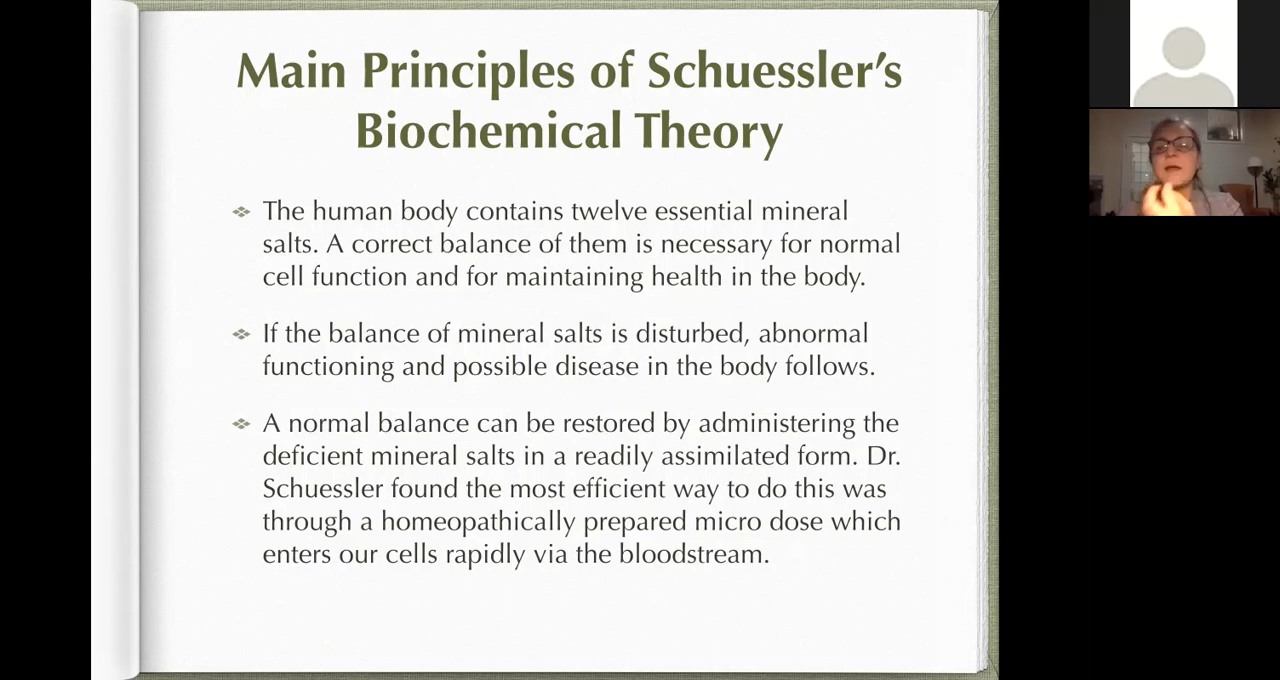 Main Principles of Schuessler's
Biochemical Theory
The human body contains twelve essential mineral
salts. A correct balance of them is necessary for normal
cell function and for maintaining health in the body.
If the balance of mineral salts is disturbed, abnormal
functioning and possible disease in the body follows.
A normal balance can be restored by administering the
deficient mineral salts in a readily assimilated form. Dr.
Schuessler found the most efficient way to do this was
through a homeopathically prepared micro dose which
enters our cells rapidly via the bloodstream.